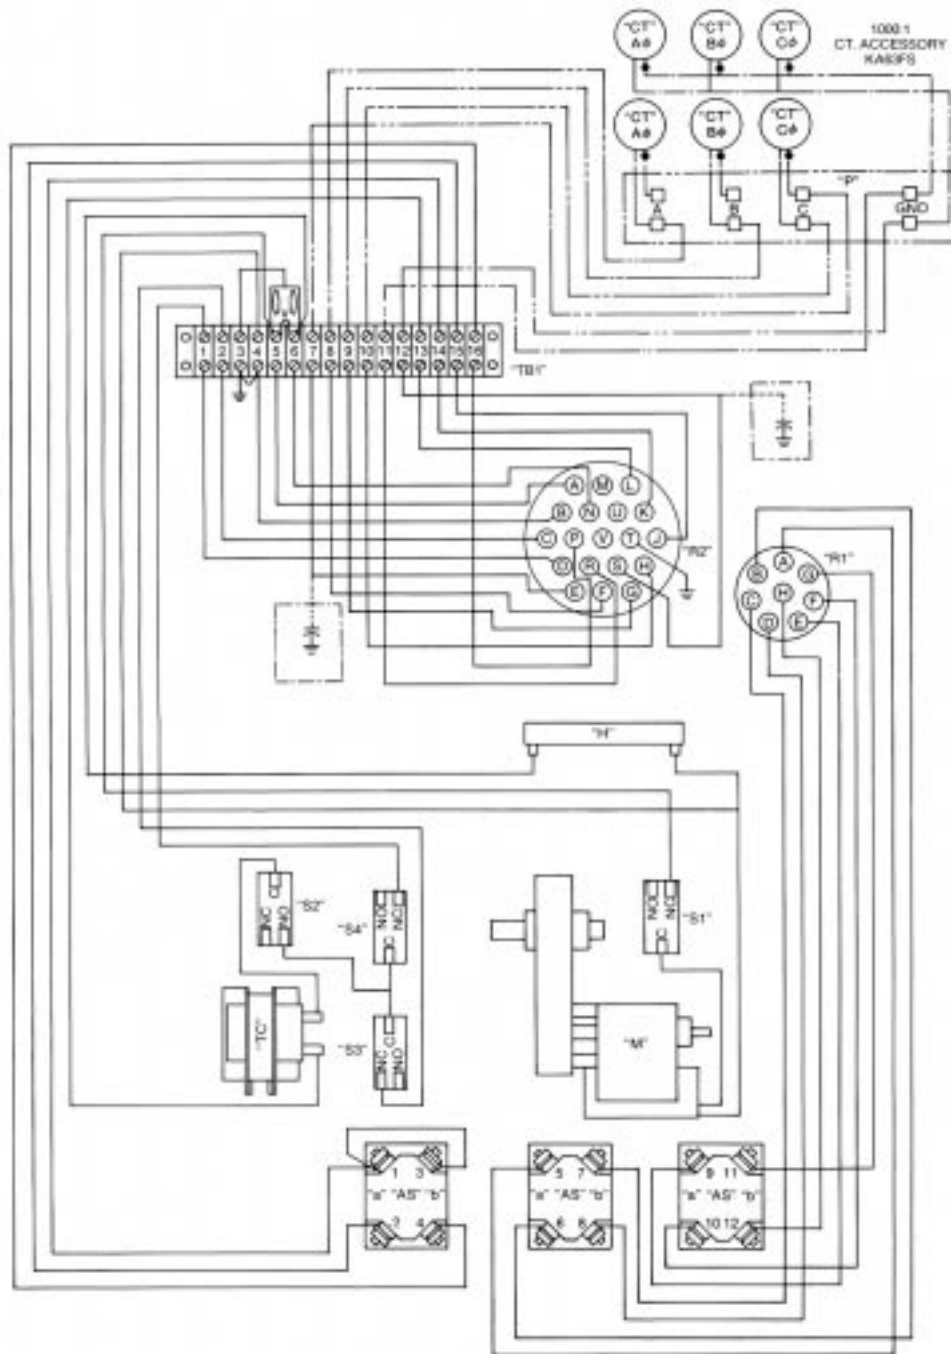 "CT" "CT" "CT"
Aϕ Bϕ Cϕ
1000:1
CT. ACCESSORY
KA63FS
"CT" "CT" "CT"
Aϕ Bϕ Cϕ
"P"
A B C GND
1 2 3 4 5 6 7 8 9 10 11 12 13 14 15 16
"TB1"
A M L
B N U K
C P V T J
D R S H
E F G
"R2"
"R1"
A
B G
C H F
D E
"H"
"S2"
C
NC NO
"S4"
NO NC
C
"S1"
NO NC
C
"TC"
"S3"
C
NC NO
"M"
1 3
"a" "AS" "b"
2 4
5 7
"a" "AS" "b"
6 8
9 11
"a" "AS" "b"
10 12